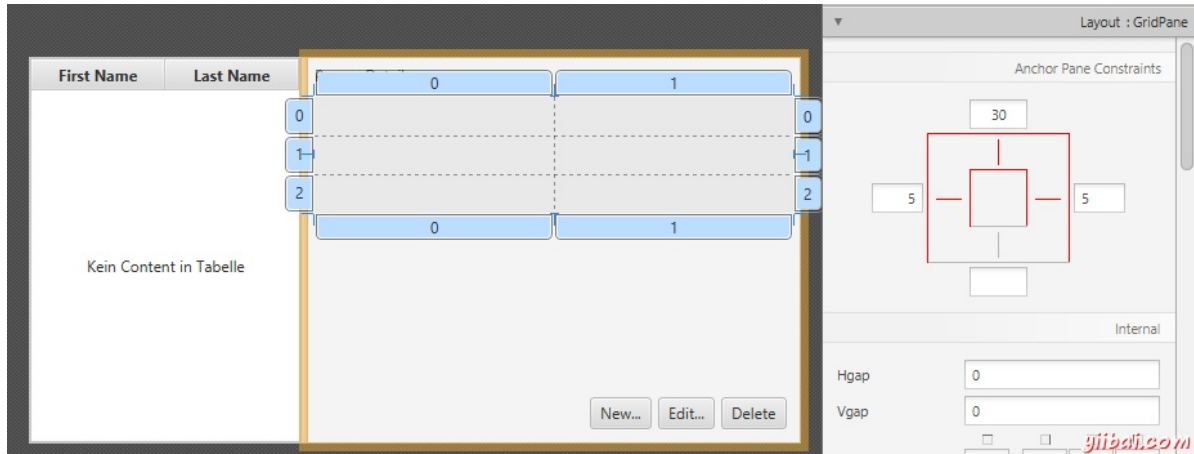 Layout : GridPane
Anchor Pane Constraints
First Name Last Name
0 1
0 0
1 1
2 2
0 1
30
5 5
Kein Content in Tabelle
Internal
Hgap 0
Vgap 0
New... Edit... Delete
yiibai.com